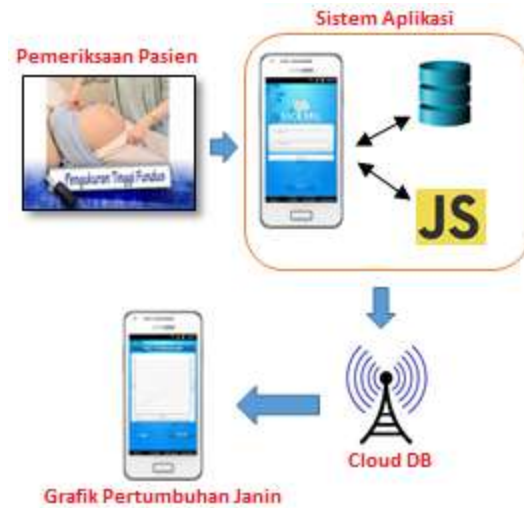 Sistem Aplikasi
Pemeriksaan Pasien
Pengukuran Tinggi Fundus
JS
Cloud DB
Grafik Pertumbuhan Janin